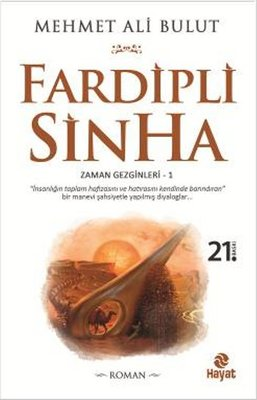 MEHMET ALİ BULUT
FARDİPLİ
SİNHA
ZAMAN GEZGİNLERİ - 1
"İnsanlığın toplam hafızasını ve hatırasını kendinde barındıran"
bir manevi şahsiyetle yapılmış diyaloglar...
21.
BASKI
ROMAN
Hayat